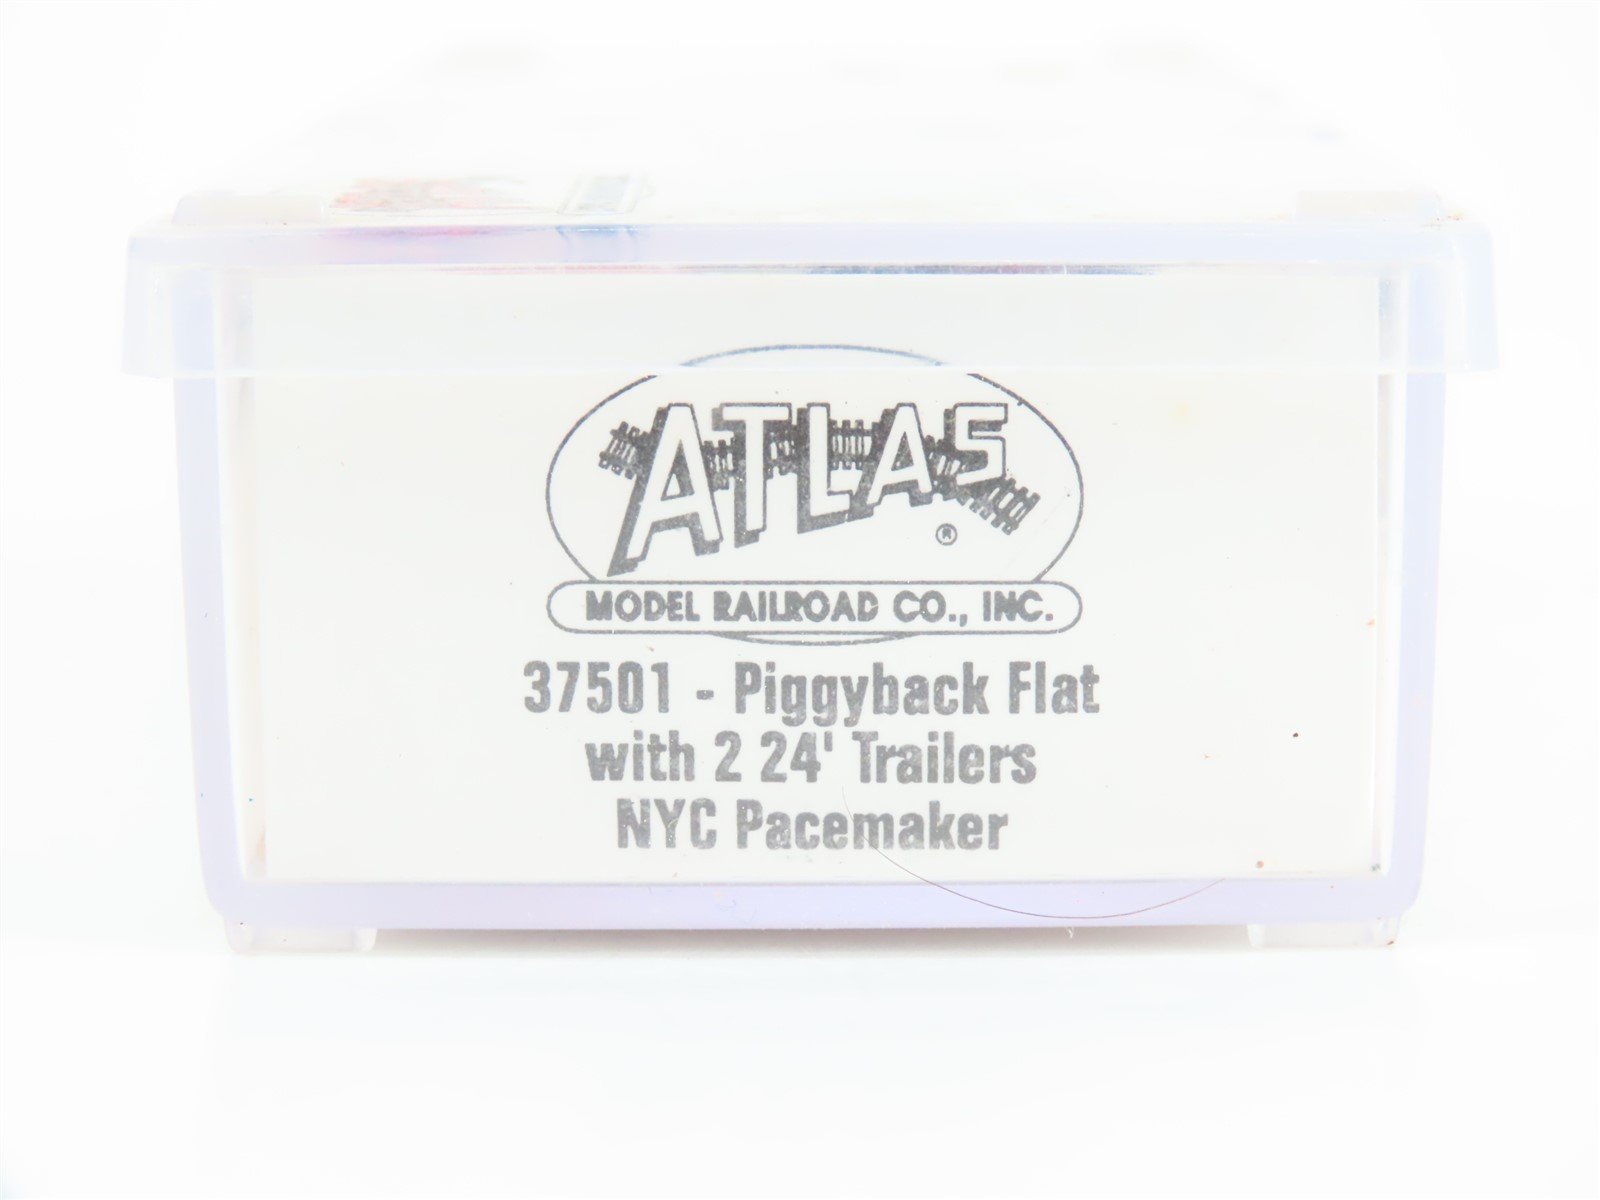 ATLAS
®
MODEL RAILROAD CO., INC.
37501 - Piggyback Flat
with 2 24' Trailers
NYC Pacemaker